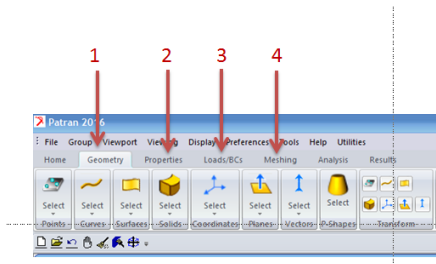 1 2 3 4
Patran 2016
File Group Viewport Viewing Display Preferences Tools Help Utilities
Home Geometry Properties Loads/BCs Meshing Analysis Results
Select Select Select Select Select Select Select Select
Points Curves Surfaces Solids Coordinates Planes Vectors P-Shapes Transform